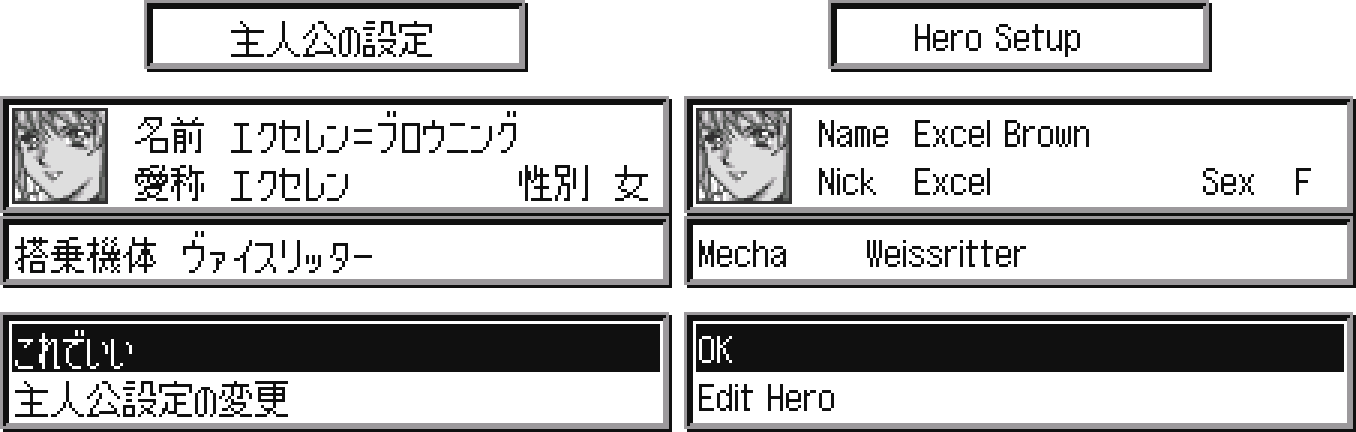 主人公の設定
名前 エクセレン=ブロウニング
愛称 エクセレン 性別 女
搭乗機体 ヴァイスリッター
これでいい
主人公設定の変更
Hero Setup
Name Excel Brown
Nick Excel Sex F
Mecha Weissritter
OK
Edit Hero